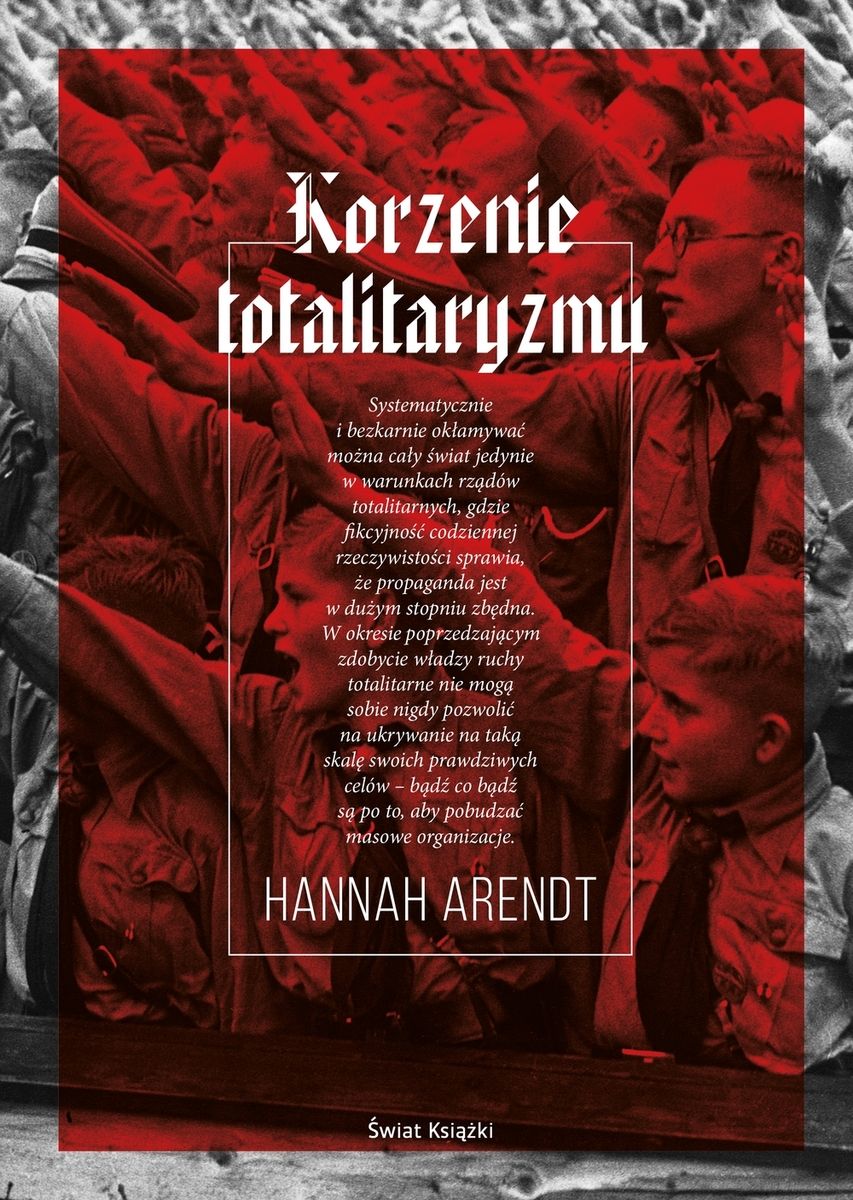 Korzenie
totalitaryzmu
Systematycznie
i bezkarnie okłamywać
można cały świat jedynie
w warunkach rządów
totalitarnych, gdzie
fikcyjność codziennej
rzeczywistości sprawia,
że propaganda jest
w dużym stopniu zbędna.
W okresie poprzedzającym
zdobycie władzy ruchy
totalitarne nie mogą
sobie nigdy pozwolić
na ukrywanie na taką
skalę swoich prawdziwych
celów – bądź co bądź
są po to, aby pobudzać
masowe organizacje.
HANNAH ARENDT
Świat Książki